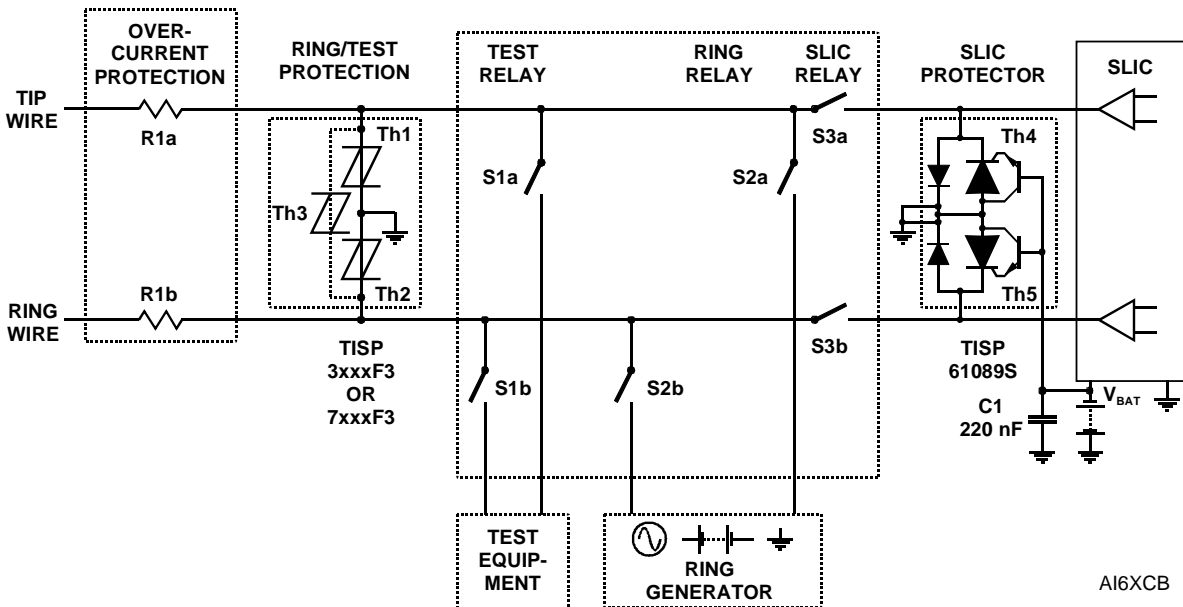 OVER-
CURRENT
PROTECTION
RING/TEST
PROTECTION
TEST
RELAY
RING
RELAY
SLIC
RELAY
SLIC
PROTECTOR
SLIC
TIP
WIRE
R1a
Th1
Th3
Th2
S1a
S2a
S3a
Th4
Th5
RING
WIRE
R1b
TISP
3xxxF3
OR
7xxxF3
S1b
S2b
S3b
TISP
61089S
C1
220 nF
VBAT
TEST
EQUIP-
MENT
RING
GENERATOR
AI6XCB